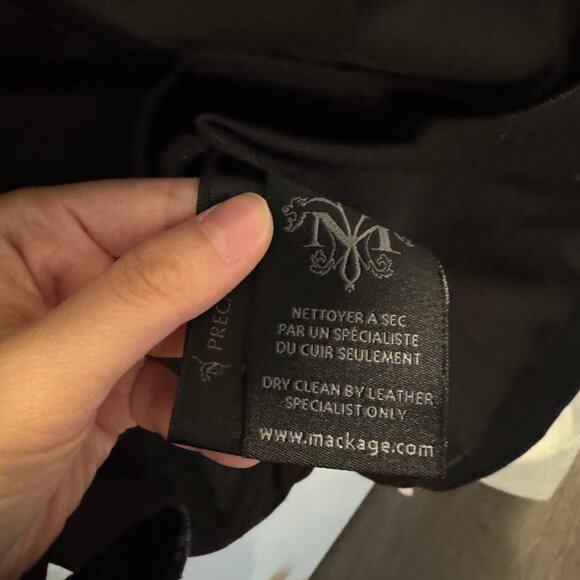 M
NETTOYER A SEC
PAR UN SPÉCIALISTE
DU CUIR SEULEMENT
DRY CLEAN BY LEATHER
SPECIALIST ONLY
www.mackage.com